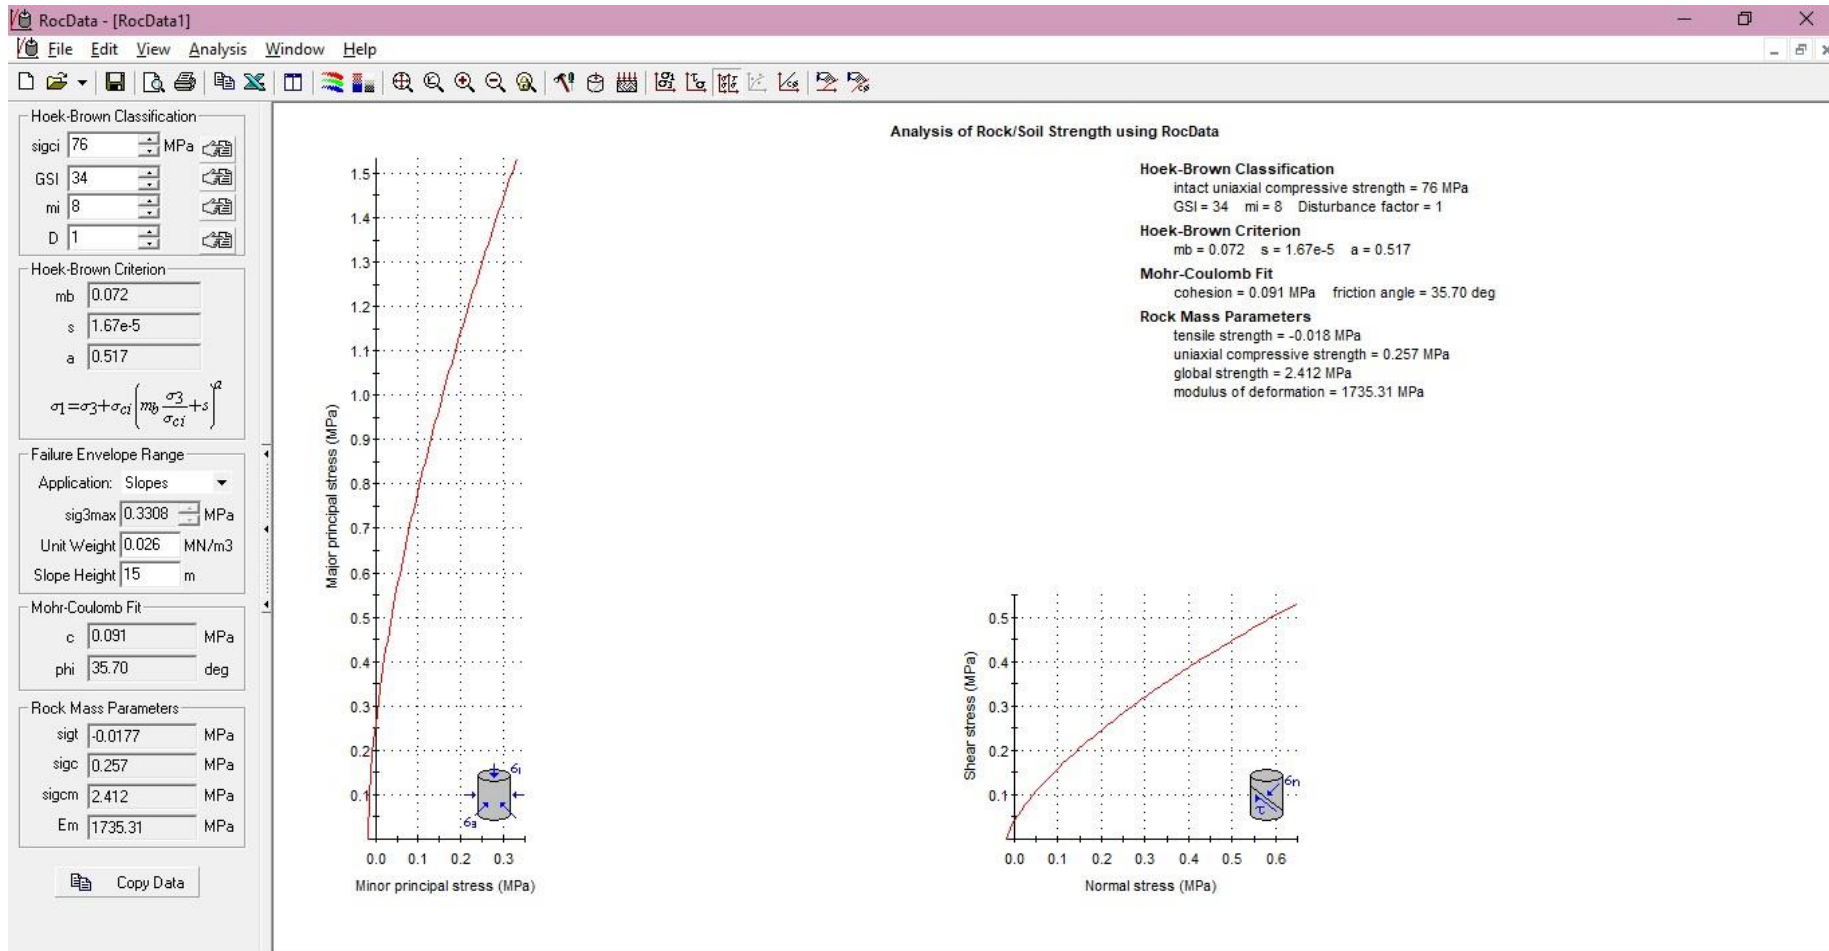 RocData - [RocData1]
File Edit View Analysis Window Help
Hoek-Brown Classification
sigci 76 MPa
GSI 34
mi 8
D 1
Hoek-Brown Criterion
mb 0.072
s 1.67e-5
a 0.517
σ1=σ3+σci(mb σ3/σci +s)^a
Failure Envelope Range
Application: Slopes
sig3max 0.3308 MPa
Unit Weight 0.026 MN/m3
Slope Height 15 m
Mohr-Coulomb Fit
c 0.091 MPa
phi 35.70 deg
Rock Mass Parameters
sigt -0.0177 MPa
sigc 0.257 MPa
sigcm 2.412 MPa
Em 1735.31 MPa
Copy Data
Analysis of Rock/Soil Strength using RocData
Hoek-Brown Classification
intact uniaxial compressive strength = 76 MPa
GSI = 34 mi = 8 Disturbance factor = 1
Hoek-Brown Criterion
mb = 0.072 s = 1.67e-5 a = 0.517
Mohr-Coulomb Fit
cohesion = 0.091 MPa friction angle = 35.70 deg
Rock Mass Parameters
tensile strength = -0.018 MPa
uniaxial compressive strength = 0.257 MPa
global strength = 2.412 MPa
modulus of deformation = 1735.31 MPa
Major principal stress (MPa)
1.5
1.4
1.3
1.2
1.1
1.0
0.9
0.8
0.7
0.6
0.5
0.4
0.3
0.2
0.1
0.0 0.1 0.2 0.3
Minor principal stress (MPa)
σ1
σ3
Shear stress (MPa)
0.5
0.4
0.3
0.2
0.1
0.0 0.1 0.2 0.3 0.4 0.5 0.6
Normal stress (MPa)
σn
τ